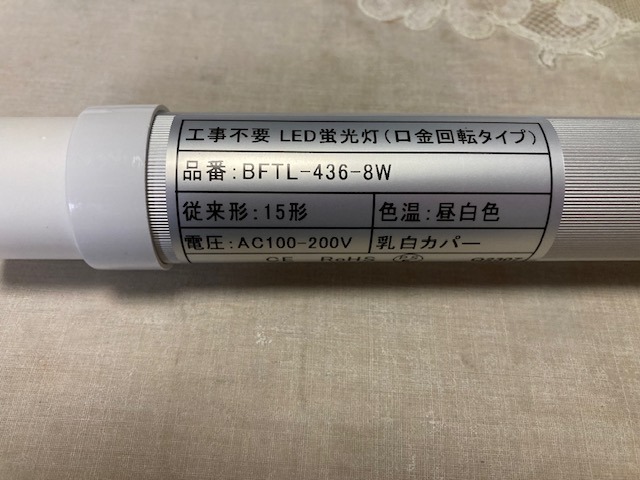 工事不要 LED蛍光灯(口金回転タイプ)
品番:BFTL-436-8W
従来形:15形 色温:昼白色
電圧:AC100-200V 乳白カバー
CE RoHS